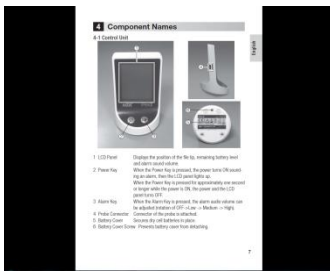 4 Component Names
4-1 Control Unit
English
1 LCD Panel Displays the position of the file tip, remaining battery level
and alarm sound volume.
2 Power Key When the Power Key is pressed, the power turns ON sound-
ing an alarm, then the LCD panel lights up.
When the Power Key is pressed for approximately one second
or longer while the power is ON, the power and the LCD
panel turns OFF.
3 Alarm Key When the Alarm Key is pressed, the alarm audio volume can
be adjusted (rotation of OFF -> Low -> Medium -> High).
4 Probe Connector Connector of the probe is attached.
5 Battery Cover Secures dry cell batteries in place.
6 Battery Cover Screw Prevents battery cover from detaching.
7